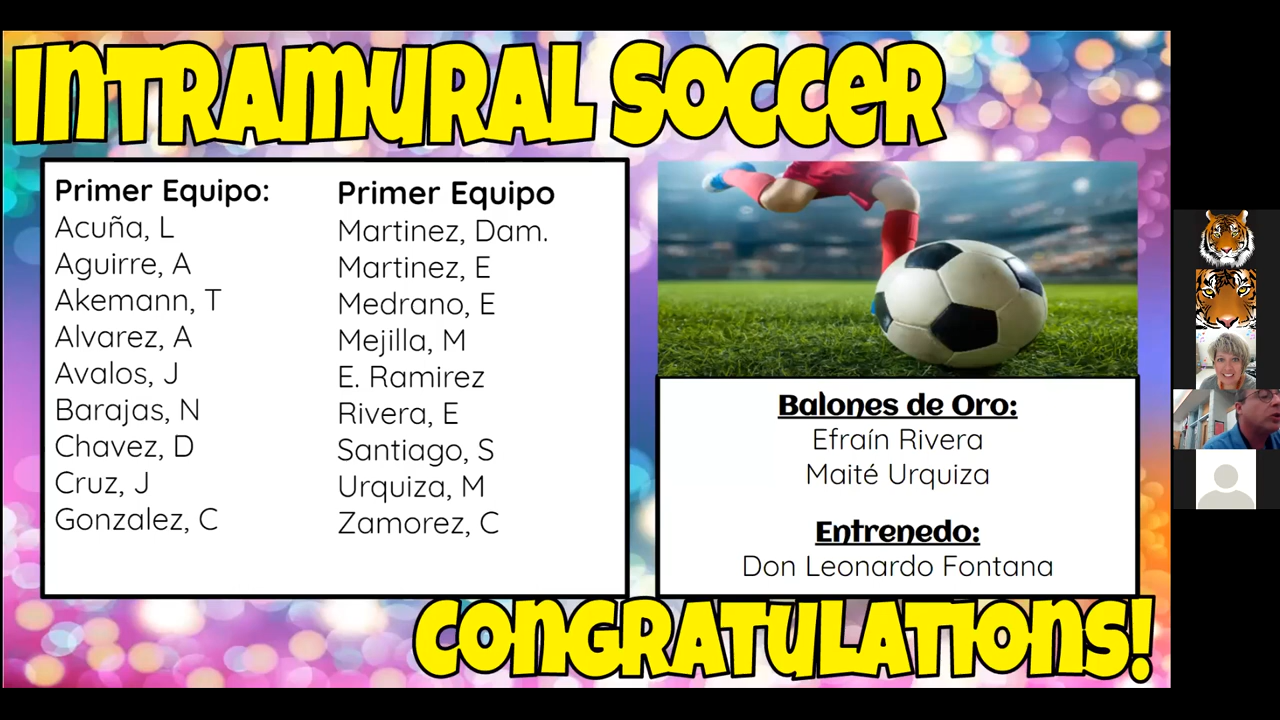 INTRAMURAL SOCCER
Primer Equipo:
Acuña, L
Aguirre, A
Akemann, T
Alvarez, A
Avalos, J
Barajas, N
Chavez, D
Cruz, J
Gonzalez, C
Primer Equipo
Martinez, Dam.
Martinez, E
Medrano, E
Mejilla, M
E. Ramirez
Rivera, E
Santiago, S
Urquiza, M
Zamorez, C
Balones de Oro:
Efraín Rivera
Maité Urquiza
Entrenedo:
Don Leonardo Fontana
CONGRATULATIONS!